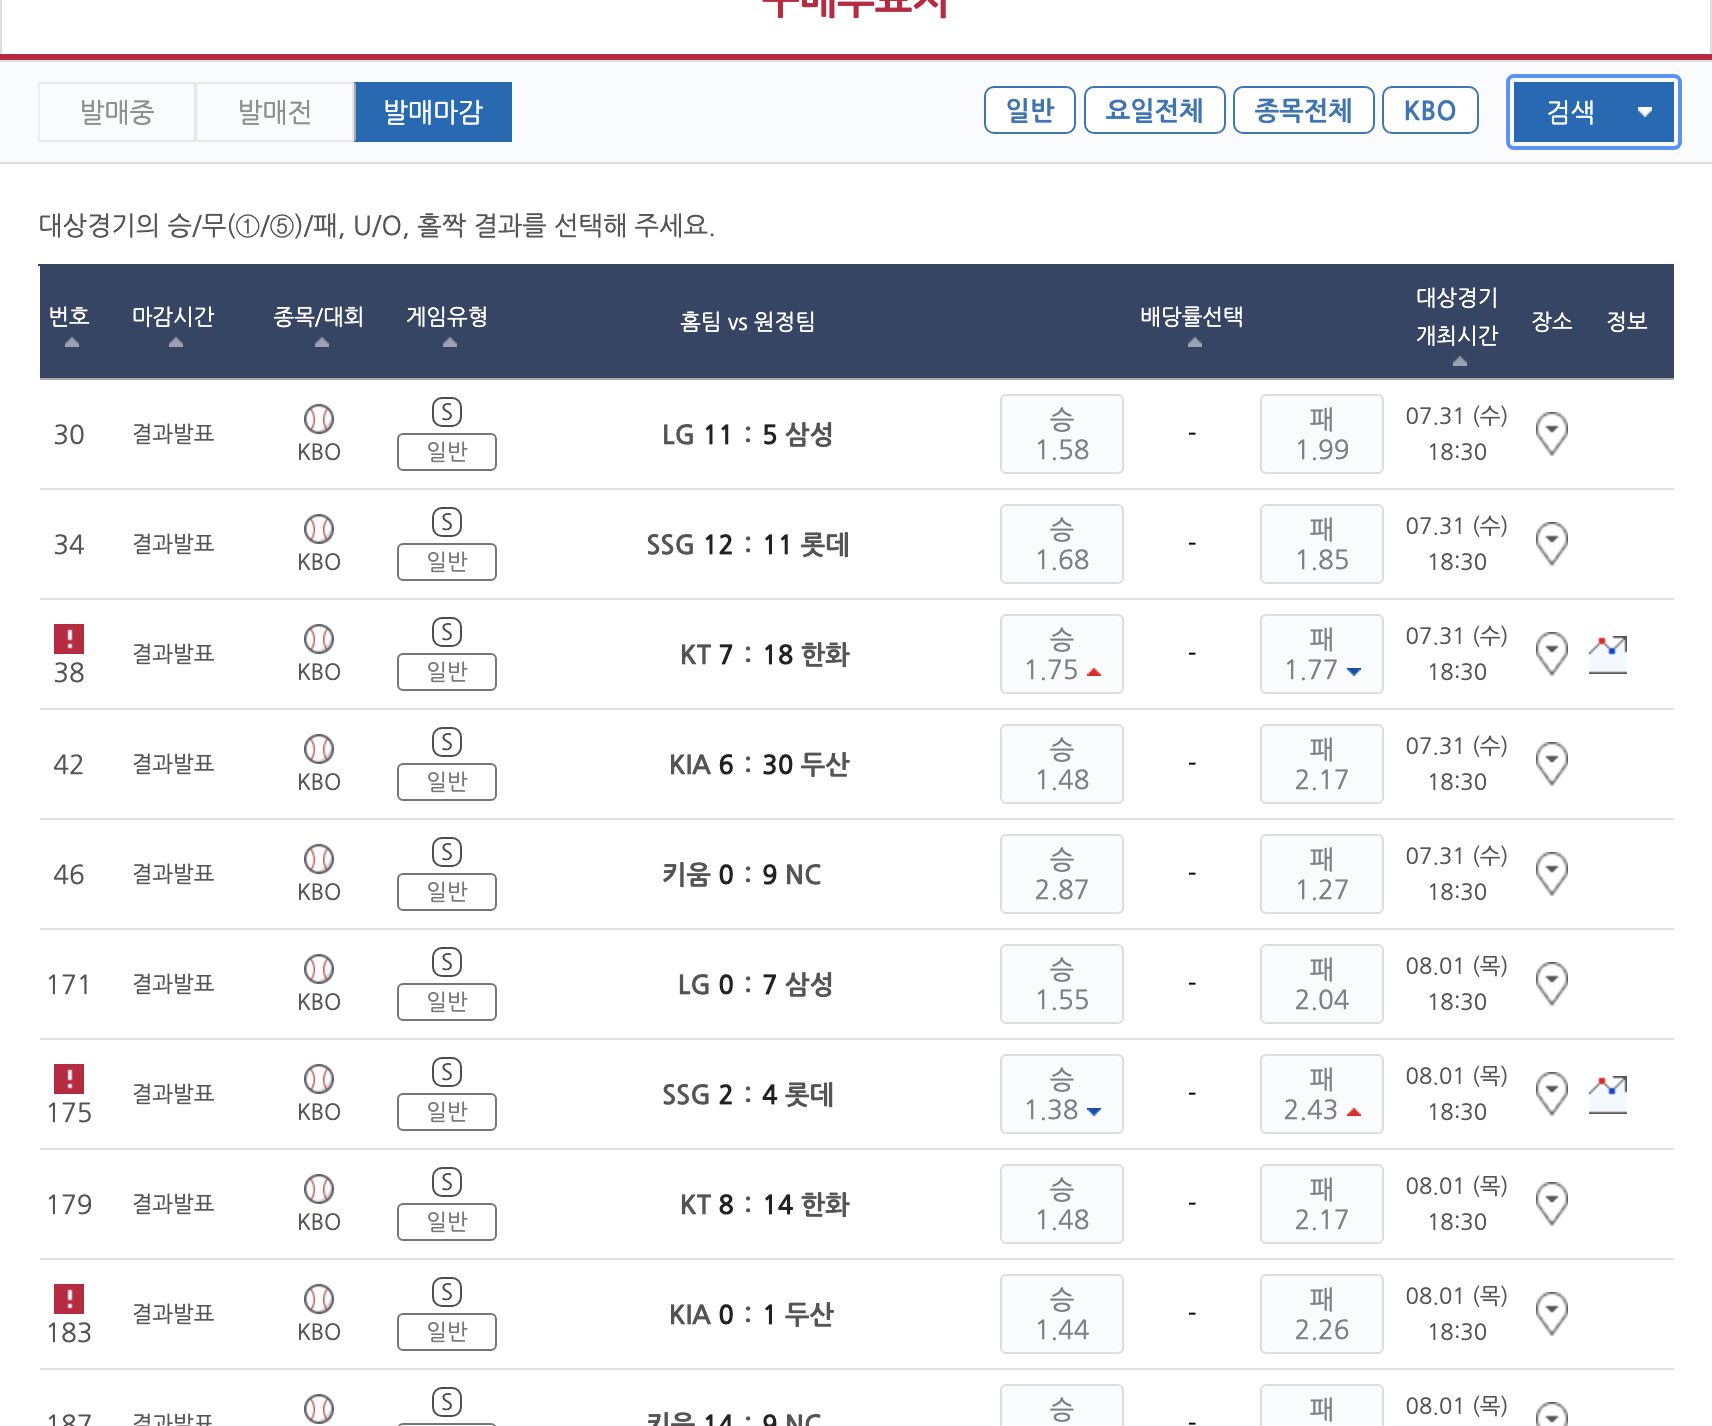 구매투표지
발매중 발매전 발매마감 일반 요일전체 종목전체 KBO 검색
대상경기의 승/무(①/⑤)/패, U/O, 홀짝 결과를 선택해 주세요.
번호 마감시간 종목/대회 게임유형 홈팀 vs 원정팀 배당률선택 대상경기 개최시간 장소 정보
30 결과발표 KBO S 일반 LG 11 : 5 삼성 승 1.58 - 패 1.99 07.31 (수) 18:30
34 결과발표 KBO S 일반 SSG 12 : 11 롯데 승 1.68 - 패 1.85 07.31 (수) 18:30
! 38 결과발표 KBO S 일반 KT 7 : 18 한화 승 1.75 - 패 1.77 07.31 (수) 18:30
42 결과발표 KBO S 일반 KIA 6 : 30 두산 승 1.48 - 패 2.17 07.31 (수) 18:30
46 결과발표 KBO S 일반 키움 0 : 9 NC 승 2.87 - 패 1.27 07.31 (수) 18:30
171 결과발표 KBO S 일반 LG 0 : 7 삼성 승 1.55 - 패 2.04 08.01 (목) 18:30
! 175 결과발표 KBO S 일반 SSG 2 : 4 롯데 승 1.38 - 패 2.43 08.01 (목) 18:30
179 결과발표 KBO S 일반 KT 8 : 14 한화 승 1.48 - 패 2.17 08.01 (목) 18:30
! 183 결과발표 KBO S 일반 KIA 0 : 1 두산 승 1.44 - 패 2.26 08.01 (목) 18:30
187 결과발표 S 키움 14 : 9 NC 승 - 패 08.01 (목)